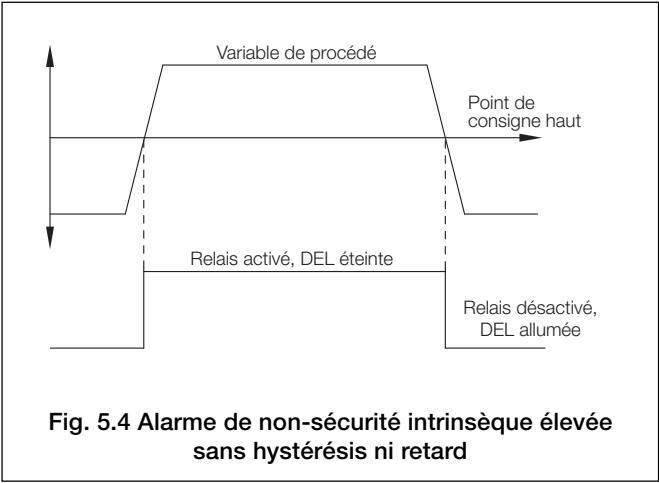 Variable de procédé
Point de
consigne haut
Relais activé, DEL éteinte
Relais désactivé,
DEL allumée
Fig. 5.4 Alarme de non-sécurité intrinsèque élevée
sans hystérésis ni retard